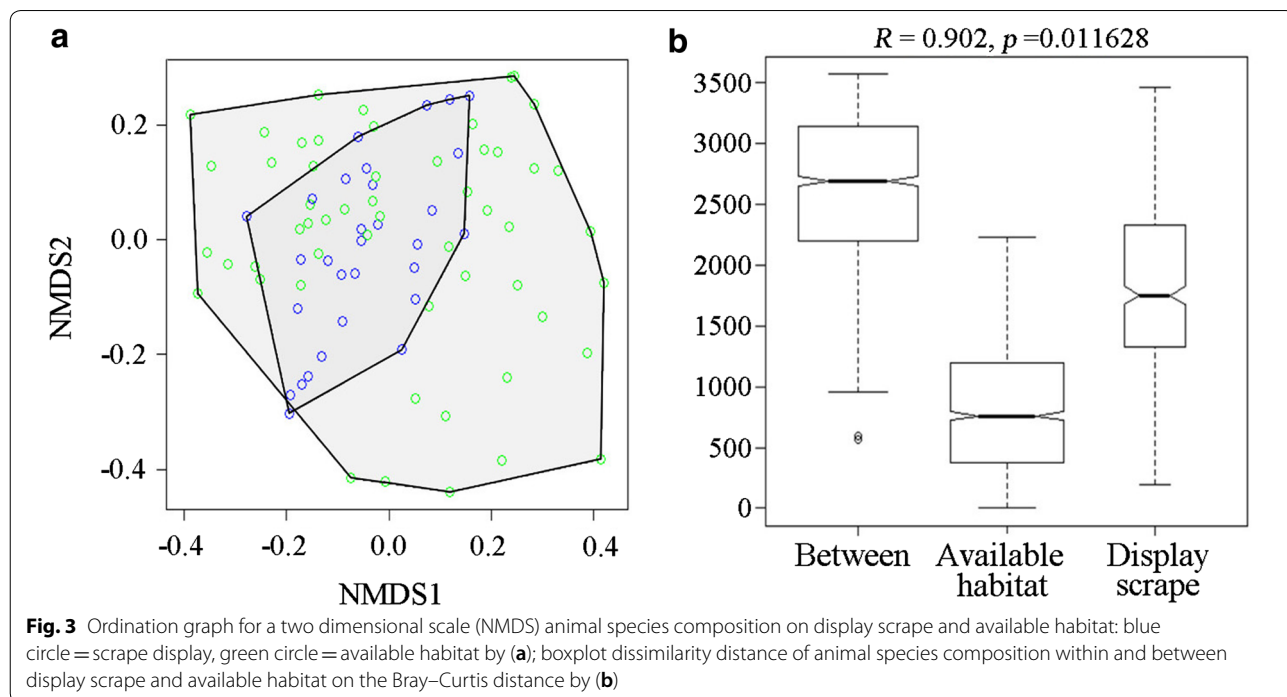 a
b
R = 0.902, p =0.011628
0.2
0.0
-0.2
-0.4
NMDS2
-0.4
-0.2
0.0
0.2
0.4
NMDS1
3500
3000
2500
2000
1500
1000
500
0
Between
Available
habitat
Display
scrape
Fig. 3 Ordination graph for a two dimensional scale (NMDS) animal species composition on display scrape and available habitat: blue
circle = scrape display, green circle = available habitat by (a); boxplot dissimilarity distance of animal species composition within and between
display scrape and available habitat on the Bray–Curtis distance by (b)